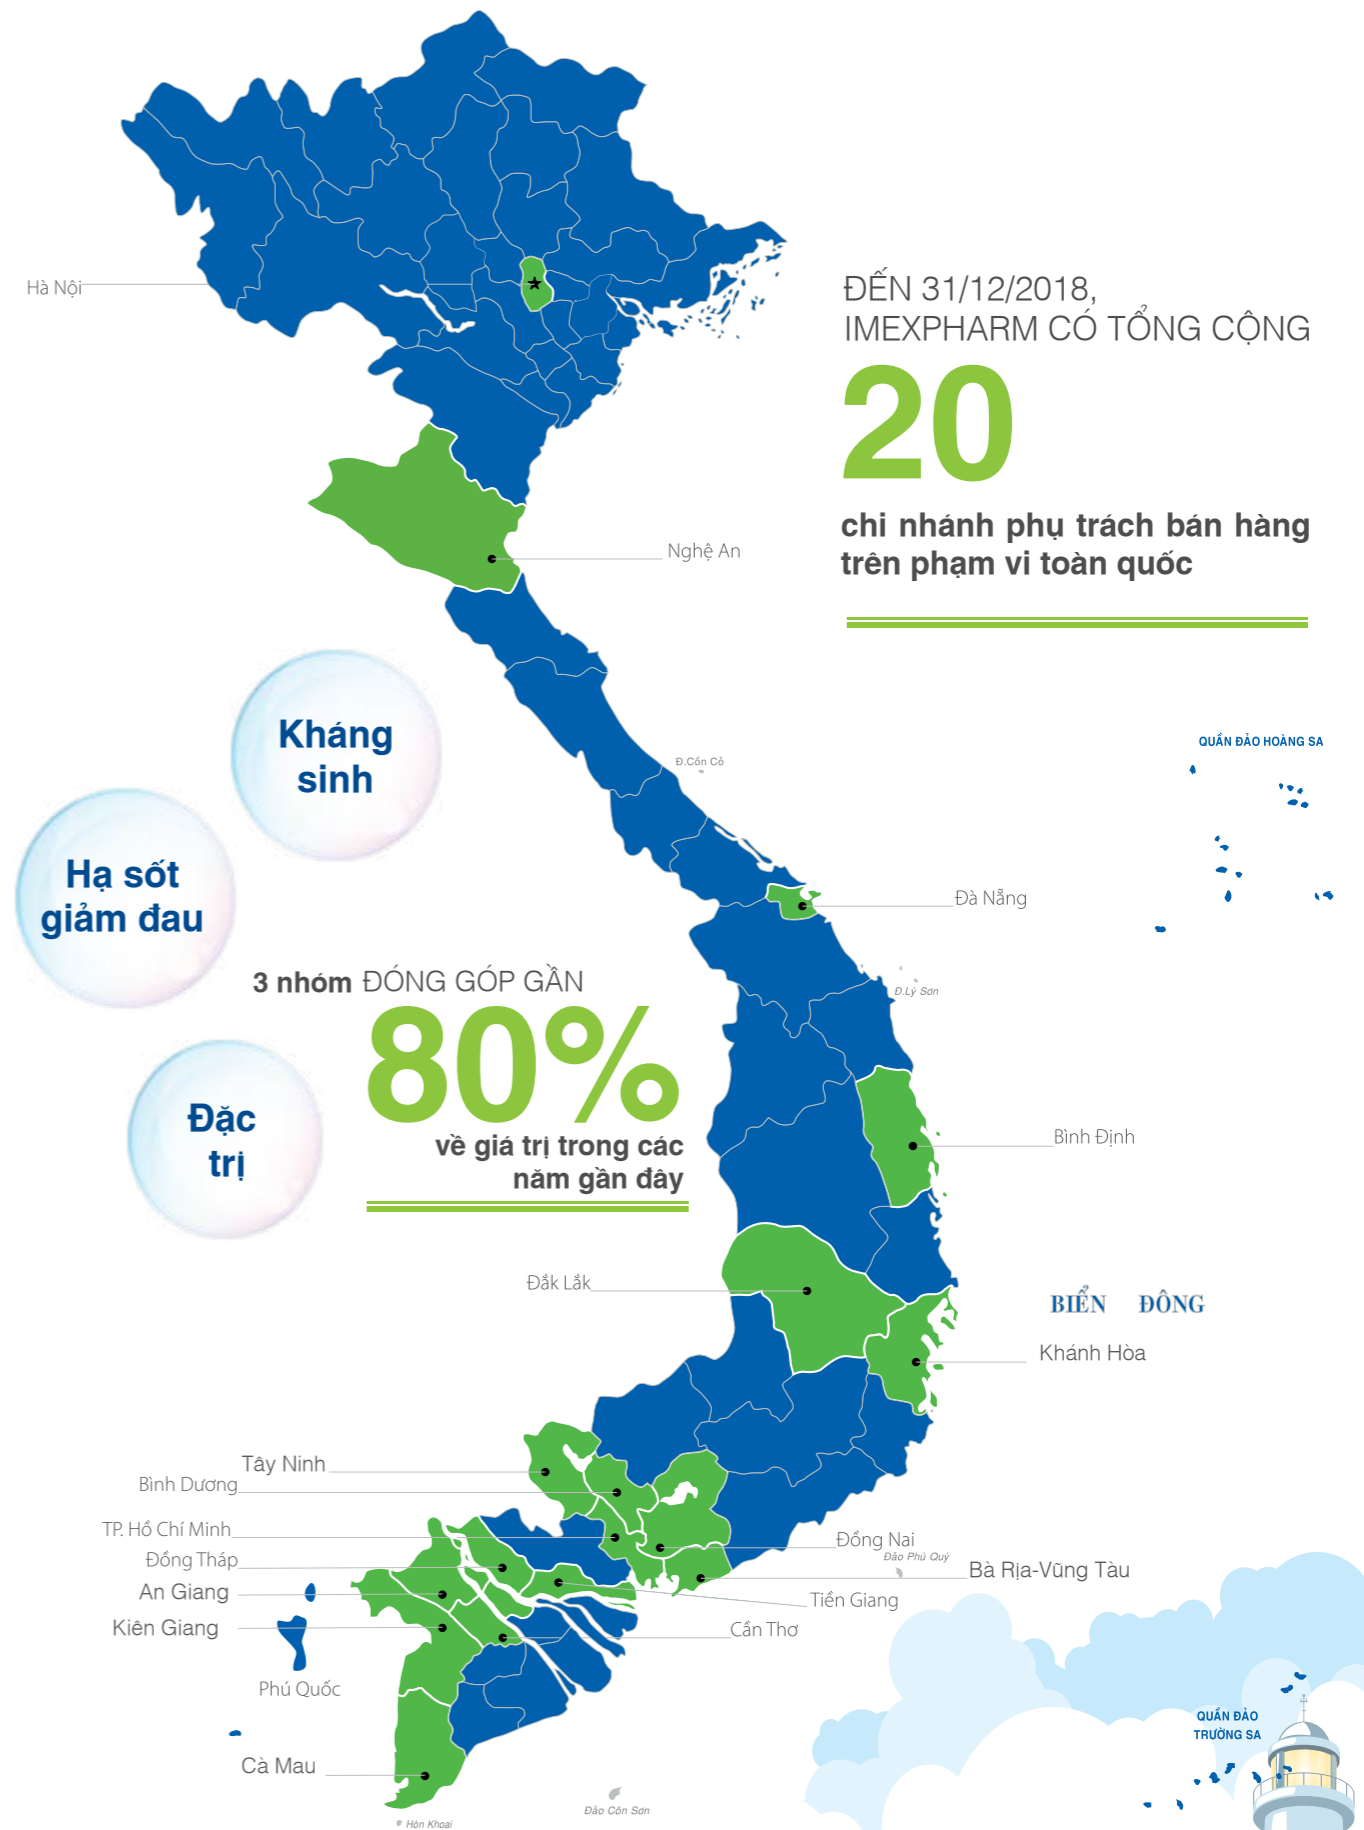 Hà Nội
ĐẾN 31/12/2018,
IMEXPHARM CÓ TỔNG CỘNG
20
chi nhánh phụ trách bán hàng
trên phạm vi toàn quốc
Nghệ An
Kháng
sinh
QUẦN ĐẢO HOÀNG SA
Đ.Cồn Cỏ
Hạ sốt
giảm đau
Đà Nẵng
3 nhóm ĐÓNG GÓP GẦN
80%
về giá trị trong các
năm gần đây
Đ.Lý Sơn
Đặc
trị
Bình Định
Đắk Lắk
BIỂN ĐÔNG
Khánh Hòa
Tây Ninh
Bình Dương
TP. Hồ Chí Minh
Đồng Tháp
An Giang
Kiên Giang
Đồng Nai
Đảo Phú Quý
Bà Rịa-Vũng Tàu
Tiền Giang
Cần Thơ
Phú Quốc
QUẦN ĐẢO
TRƯỜNG SA
Cà Mau
Đảo Côn Sơn
Hòn Khoai